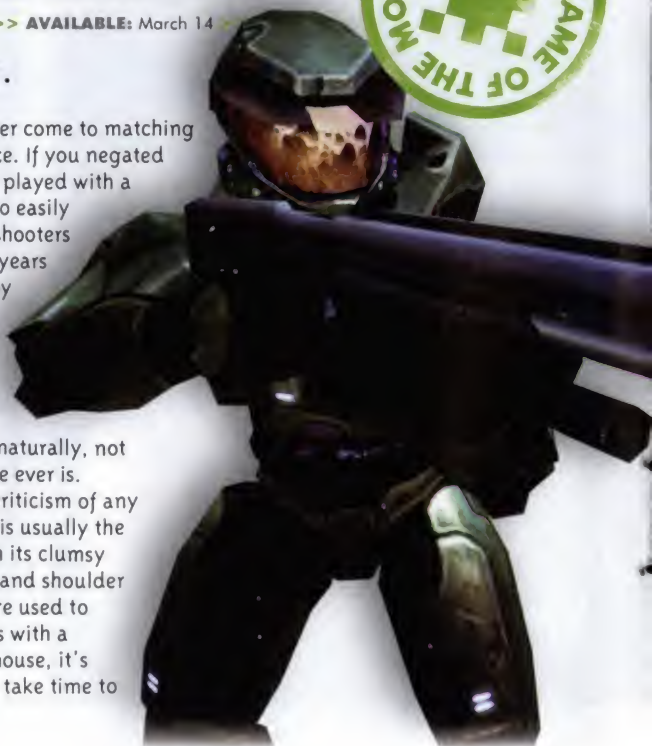 >> AVAILABLE: March 14
er come to matching
e. If you negated
played with a
o easily
hooters
years
y
naturally, not
e ever is.
riticism of any
is usually the
n its clumsy
and shoulder
re used to
s with a
ouse, it's
take time to
AME OF THE MO